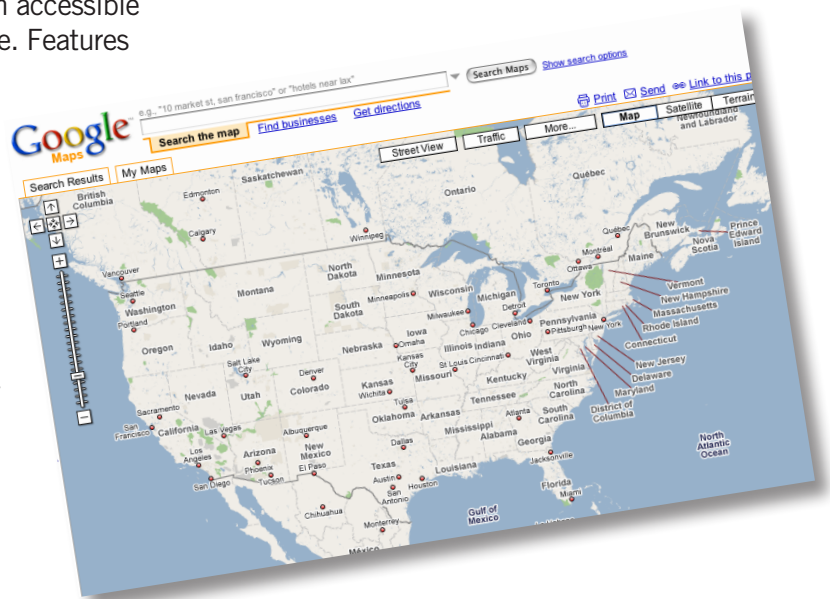 n accessible
e. Features
e.g., "10 market st, san francisco" or "hotels near lax"
Search Maps
Show search options
Google
Maps
Search the map
Find businesses
Get directions
Print
Send
Link to this p
Search Results
My Maps
Street View
Traffic
More...
Map
Satellite
Terrain
Newfoundland
and Labrador
British
Columbia
Edmonton
Saskatchewan
Ontario
Québec
Calgary
Winnipeg
Québec
New
Brunswick
Prince
Edward
Island
Nova
Scotia
Montréal
Ottawa
Maine
Vancouver
Seattle
Washington
Portland
Montana
North
Dakota
Minnesota
Minneapolis
Wisconsin
Michigan
Toronto
New York
Vermont
New Hampshire
Massachusetts
Rhode Island
Connecticut
Oregon
Idaho
Wyoming
South
Dakota
Milwaukee
Detroit
Chicago
Cleveland
Pennsylvania
Pittsburgh
New York
Iowa
Nebraska
Omaha
Illinois
Indiana
Ohio
New Jersey
Delaware
Maryland
District of
Columbia
Salt Lake
City
Nevada
Utah
Denver
Colorado
Kansas
City
Kansas
Wichita
Missouri
St Louis
Cincinnati
West
Virginia
Virginia
Kentucky
Sacramento
San
Francisco
California
Las Vegas
Tulsa
Oklahoma
Arkansas
Tennessee
North
Carolina
South
Carolina
Atlanta
Los
Angeles
Arizona
Phoenix
Tucson
San Diego
Albuquerque
New
Mexico
El Paso
Dallas
Mississippi
Alabama
Georgia
Jacksonville
North
Atlantic
Ocean
Texas
Austin
San
Antonio
Houston
Louisiana
Florida
Miami
Chihuahua
Monterrey
Gulf of
Mexico
México